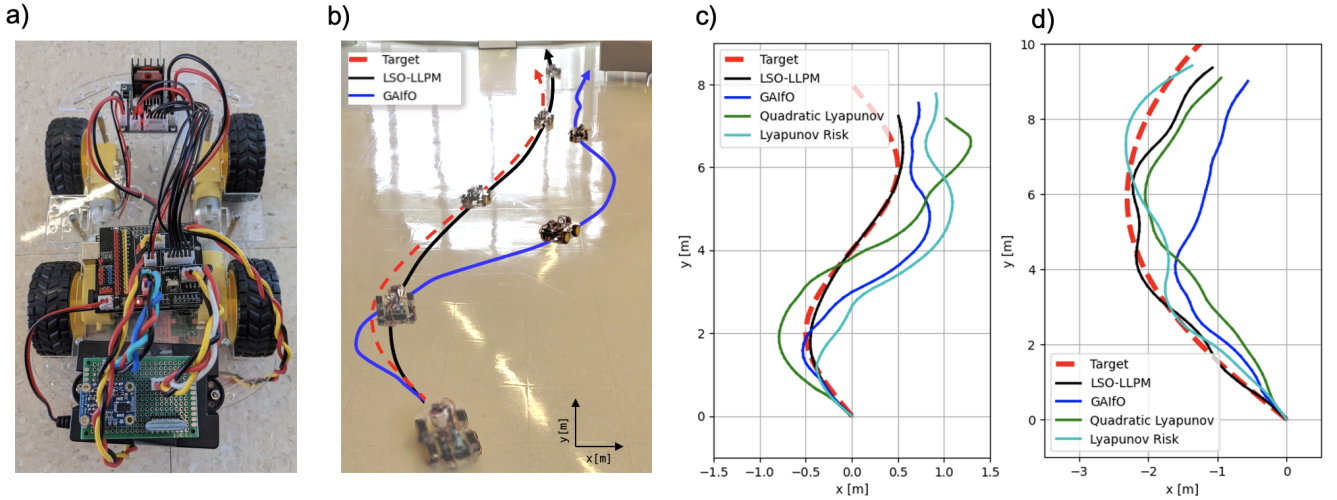 a)
b)
Target
LSO-LLPM
GAIfO
y[m]
x[m]
c)
Target
LSO-LLPM
GAIfO
Quadratic Lyapunov
Lyapunov Risk
8
6
4
2
0
y [m]
−1.5 −1.0 −0.5 0.0 0.5 1.0 1.5
x [m]
d)
10
8
6
4
2
0
y [m]
Target
LSO-LLPM
GAIfO
Quadratic Lyapunov
Lyapunov Risk
−3 −2 −1 0
x [m]